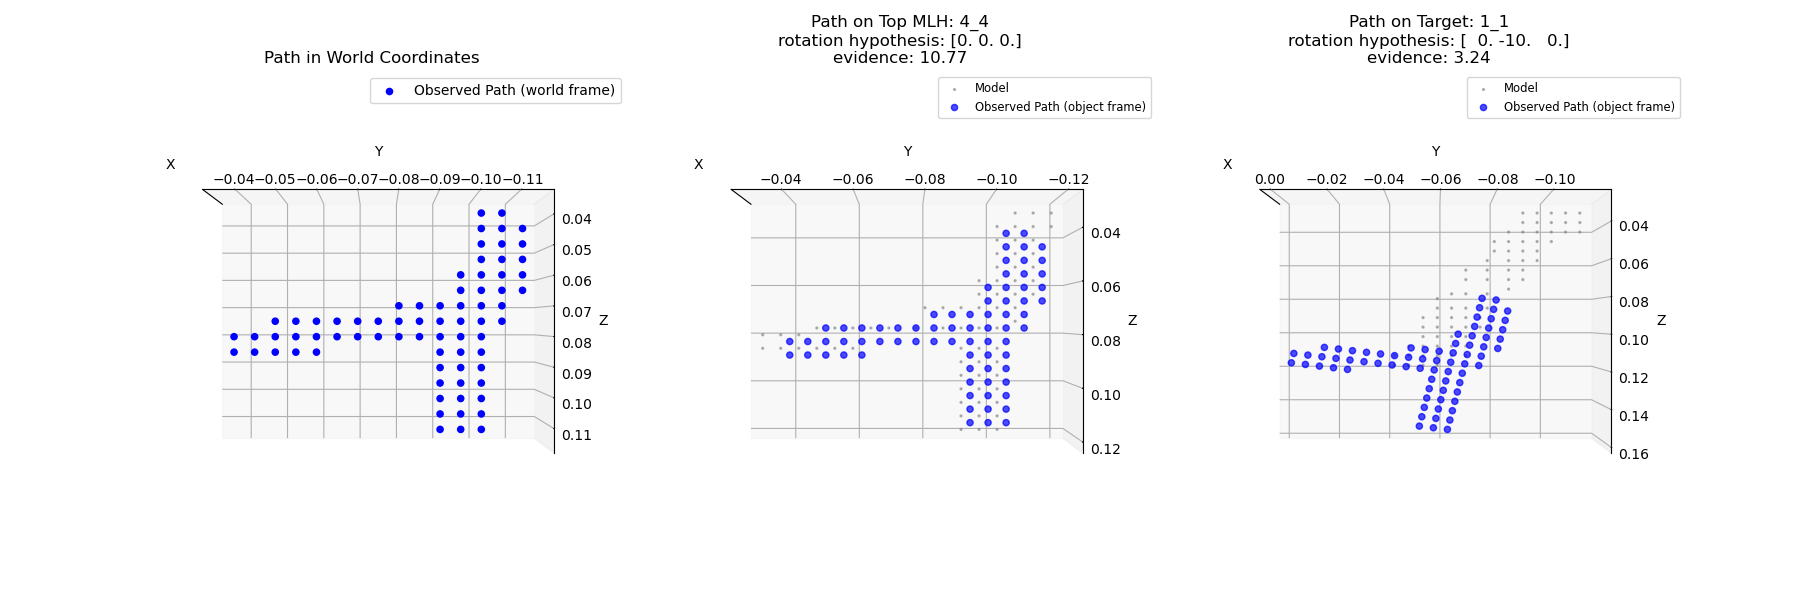 Path in World Coordinates
Observed Path (world frame)
X
Y
−0.04 −0.05 −0.06 −0.07 −0.08 −0.09 −0.10 −0.11
0.04
0.05
0.06
0.07
Z
0.08
0.09
0.10
0.11
Path on Top MLH: 4_4
rotation hypothesis: [0. 0. 0.]
evidence: 10.77
Model
Observed Path (object frame)
X
Y
−0.04 −0.06 −0.08 −0.10 −0.12
0.04
0.06
Z
0.08
0.10
0.12
Path on Target: 1_1
rotation hypothesis: [  0. -10.   0.]
evidence: 3.24
Model
Observed Path (object frame)
X
Y
0.00 −0.02 −0.04 −0.06 −0.08 −0.10
0.04
0.06
0.08
Z
0.10
0.12
0.14
0.16